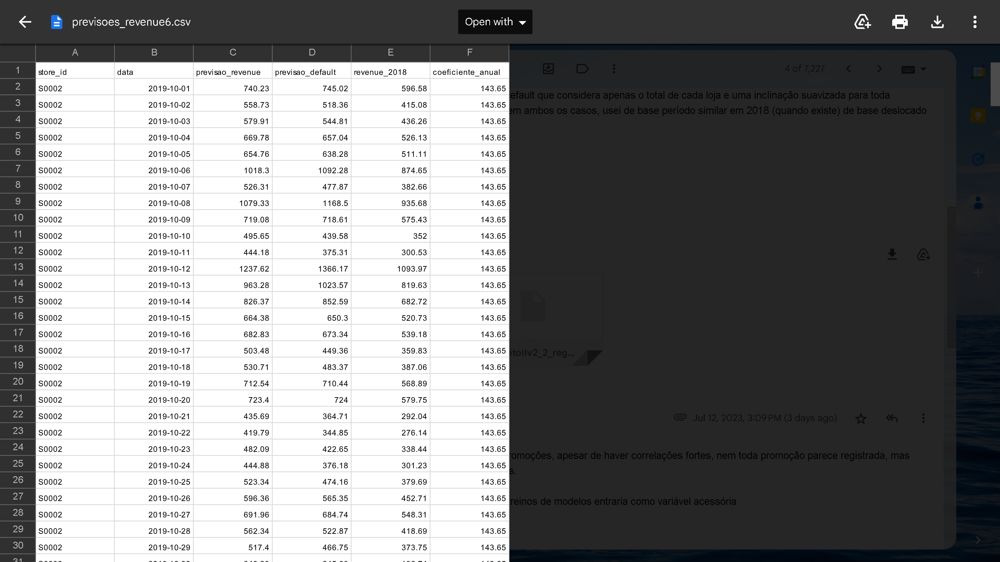 previsoes_revenue6.csv
Open with
A B C D E F
1 store_id data previsao_revenue previsao_default revenue_2018 coeficiente_anual
2 S0002 2019-10-01 740.23 745.02 596.58 143.65
3 S0002 2019-10-02 558.73 518.36 415.08 143.65
4 S0002 2019-10-03 579.91 544.81 436.26 143.65
5 S0002 2019-10-04 669.78 657.04 526.13 143.65
6 S0002 2019-10-05 654.76 638.28 511.11 143.65
7 S0002 2019-10-06 1018.3 1092.28 874.65 143.65
8 S0002 2019-10-07 526.31 477.87 382.66 143.65
9 S0002 2019-10-08 1079.33 1168.5 935.68 143.65
10 S0002 2019-10-09 719.08 718.61 575.43 143.65
11 S0002 2019-10-10 495.65 439.58 352 143.65
12 S0002 2019-10-11 444.18 375.31 300.53 143.65
13 S0002 2019-10-12 1237.62 1366.17 1093.97 143.65
14 S0002 2019-10-13 963.28 1023.57 819.63 143.65
15 S0002 2019-10-14 826.37 852.59 682.72 143.65
16 S0002 2019-10-15 664.38 650.3 520.73 143.65
17 S0002 2019-10-16 682.83 673.34 539.18 143.65
18 S0002 2019-10-17 503.48 449.36 359.83 143.65
19 S0002 2019-10-18 530.71 483.37 387.06 143.65
20 S0002 2019-10-19 712.54 710.44 568.89 143.65
21 S0002 2019-10-20 723.4 724 579.75 143.65
22 S0002 2019-10-21 435.69 364.71 292.04 143.65
23 S0002 2019-10-22 419.79 344.85 276.14 143.65
24 S0002 2019-10-23 482.09 422.65 338.44 143.65
25 S0002 2019-10-24 444.88 376.18 301.23 143.65
26 S0002 2019-10-25 523.34 474.16 379.69 143.65
27 S0002 2019-10-26 596.36 565.35 452.71 143.65
28 S0002 2019-10-27 691.96 684.74 548.31 143.65
29 S0002 2019-10-28 562.34 522.87 418.69 143.65
30 S0002 2019-10-29 517.4 466.75 373.75 143.65
4 of 7,227
31
efault que considera apenas o total de cada loja e uma inclinação suavizada para toda
em ambos os casos, usei de base período similar em 2018 (quando existe) de base deslocado
etoIIv2_2_reg...
Jul 12, 2023, 3:09 PM (3 days ago)
romoções, apesar de haver correlações fortes, nem toda promoção parece registrada, mas
s.
treinos de modelos entraria como variável acessória